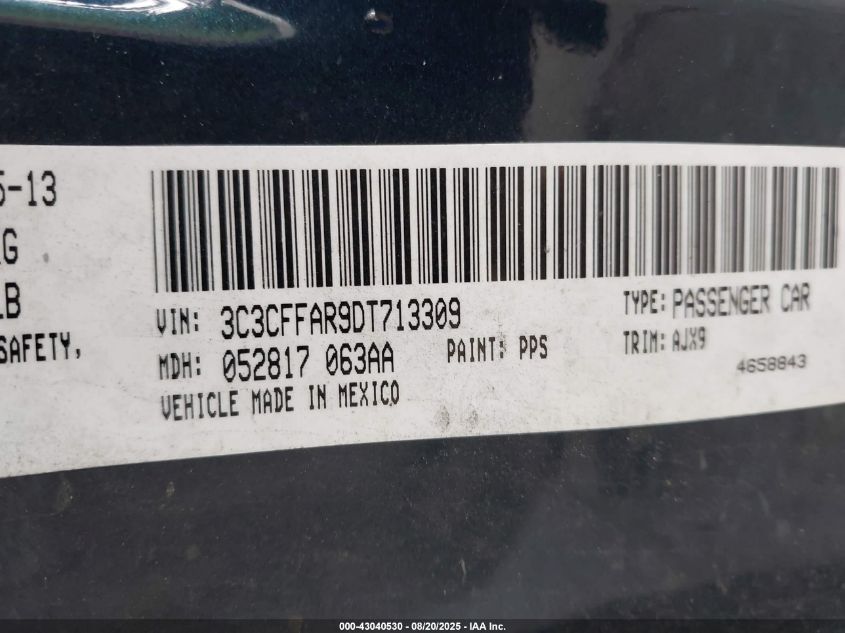 5-13
LB
SAFETY,
VIN: 3C3CFFAR9DT713309
TYPE: PASSENGER CAR
MDH: 052817 063AA
PAINT: PPS
TRIM: AJX9
4658843
VEHICLE MADE IN MEXICO
000-43040530 - 08/20/2025 - IAA Inc.